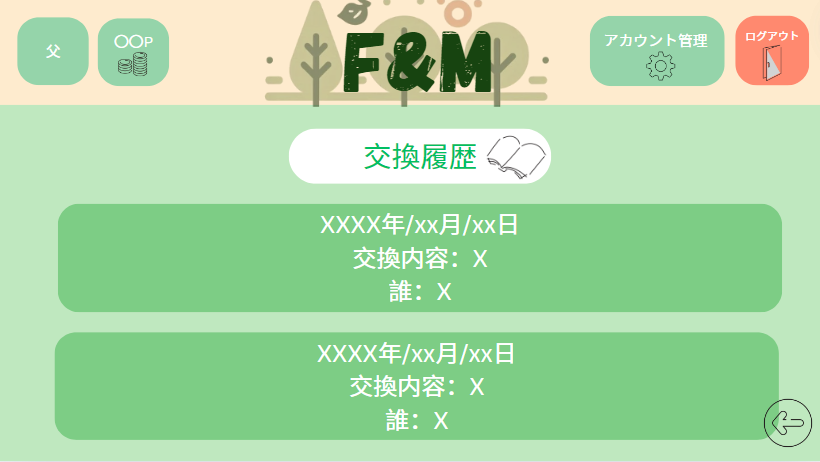 父
〇〇P
F&M
アカウント管理
ログアウト
交換履歴
XXXX年/xx月/xx日
交換内容：X
誰：X
XXXX年/xx月/xx日
交換内容：X
誰：X